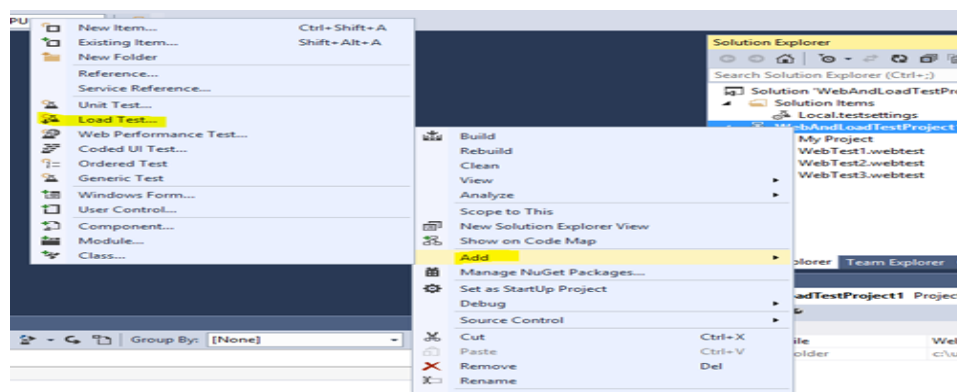 PU
New Item... Ctrl+Shift+A
Existing Item... Shift+Alt+A
New Folder
Reference...
Service Reference...
Unit Test...
Load Test...
Web Performance Test...
Coded UI Test...
Ordered Test
Generic Test
Windows Form...
User Control...
Component...
Module...
Class...
Build
Rebuild
Clean
View
Analyze
Scope to This
New Solution Explorer View
Show on Code Map
Add
Manage NuGet Packages...
Set as StartUp Project
Debug
Source Control
Cut Ctrl+X
Paste Ctrl+V
Remove Del
Rename
Solution Explorer
Search Solution Explorer (Ctrl+;)
Solution 'WebAndLoadTestPr
Solution Items
Local.testsettings
WebAndLoadTestProject
My Project
WebTest1.webtest
WebTest2.webtest
WebTest3.webtest
plorer Team Explorer
adTestProject1 Projec
ile Wel
older c:\u
Group By: [None]